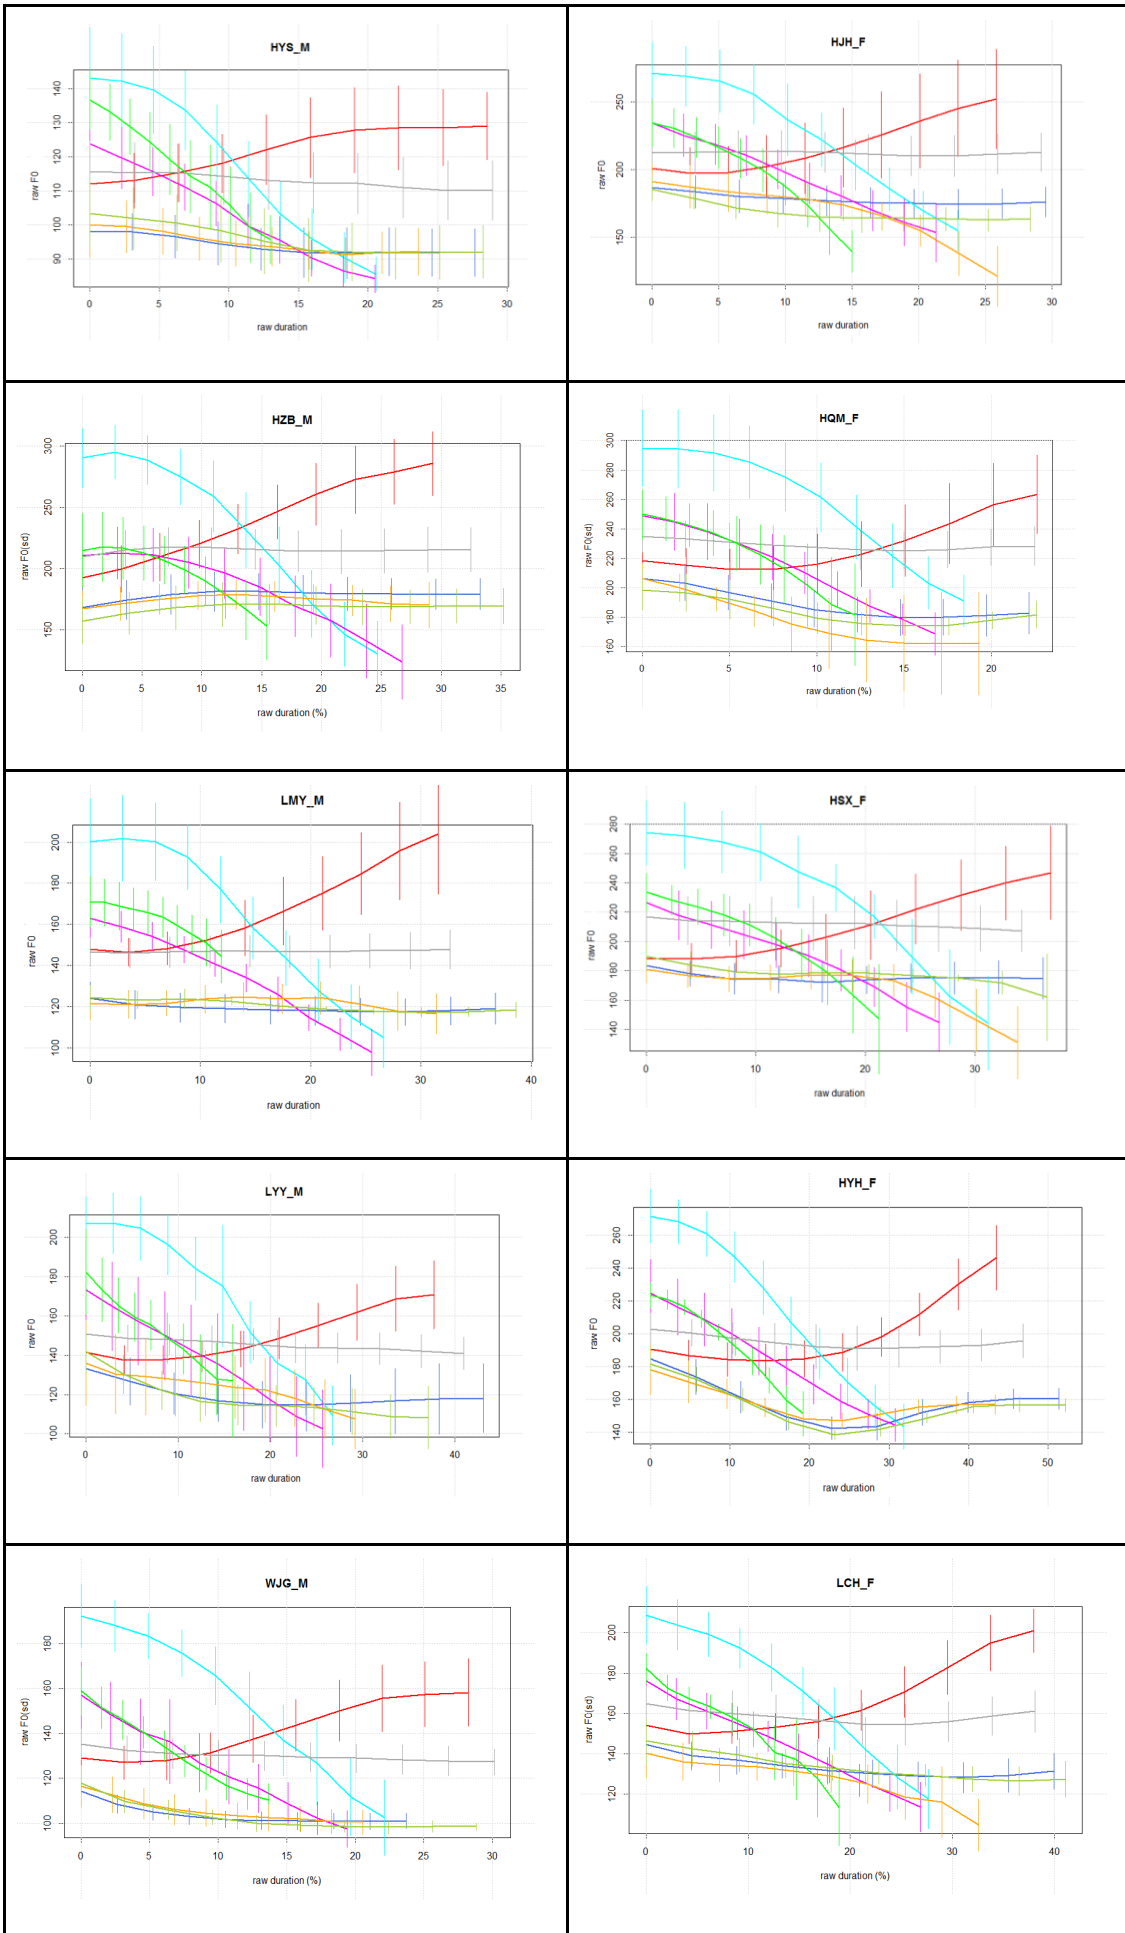 HYS_M
140
130
120
110
100
90
raw F0
0 5 10 15 20 25 30
raw duration
HJH_F
250
200
150
raw F0
0 5 10 15 20 25 30
raw duration
HZB_M
300
250
200
150
raw F0(sd)
0 5 10 15 20 25 30 35
raw duration (%)
HQM_F
300
280
260
240
220
200
180
160
raw F0(sd)
0 5 10 15 20
raw duration (%)
LMY_M
200
180
160
140
120
100
raw F0
0 10 20 30 40
raw duration
HSX_F
280
260
240
220
200
180
160
140
raw F0
0 10 20 30
raw duration
LYY_M
200
180
160
140
120
100
raw F0
0 10 20 30 40
raw duration
HYH_F
260
240
220
200
180
160
140
raw F0
0 10 20 30 40 50
raw duration
WJG_M
180
160
140
120
100
raw F0(sd)
0 5 10 15 20 25 30
raw duration (%)
LCH_F
200
180
160
140
120
raw F0(sd)
0 10 20 30 40
raw duration (%)